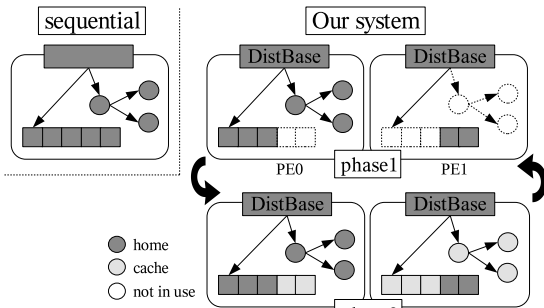 sequential
Our system
DistBase
DistBase
PE0
phase1
PE1
DistBase
DistBase
home
cache
not in use